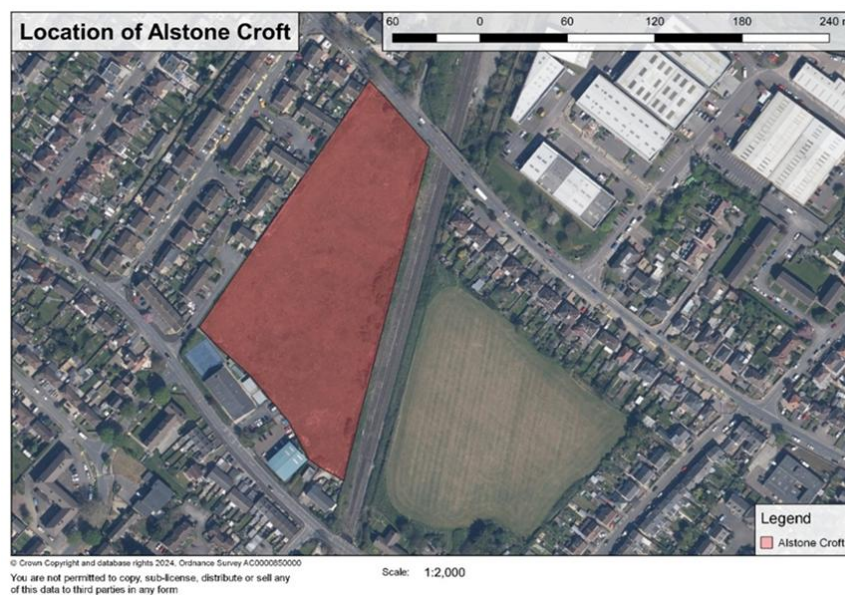 Location of Alstone Croft
60 0 60 120 180 240 m
Legend
Alstone Croft
© Crown Copyright and database rights 2024. Ordnance Survey AC0000850000
You are not permitted to copy, sub-license, distribute or sell any
of this data to third parties in any form
Scale: 1:2,000